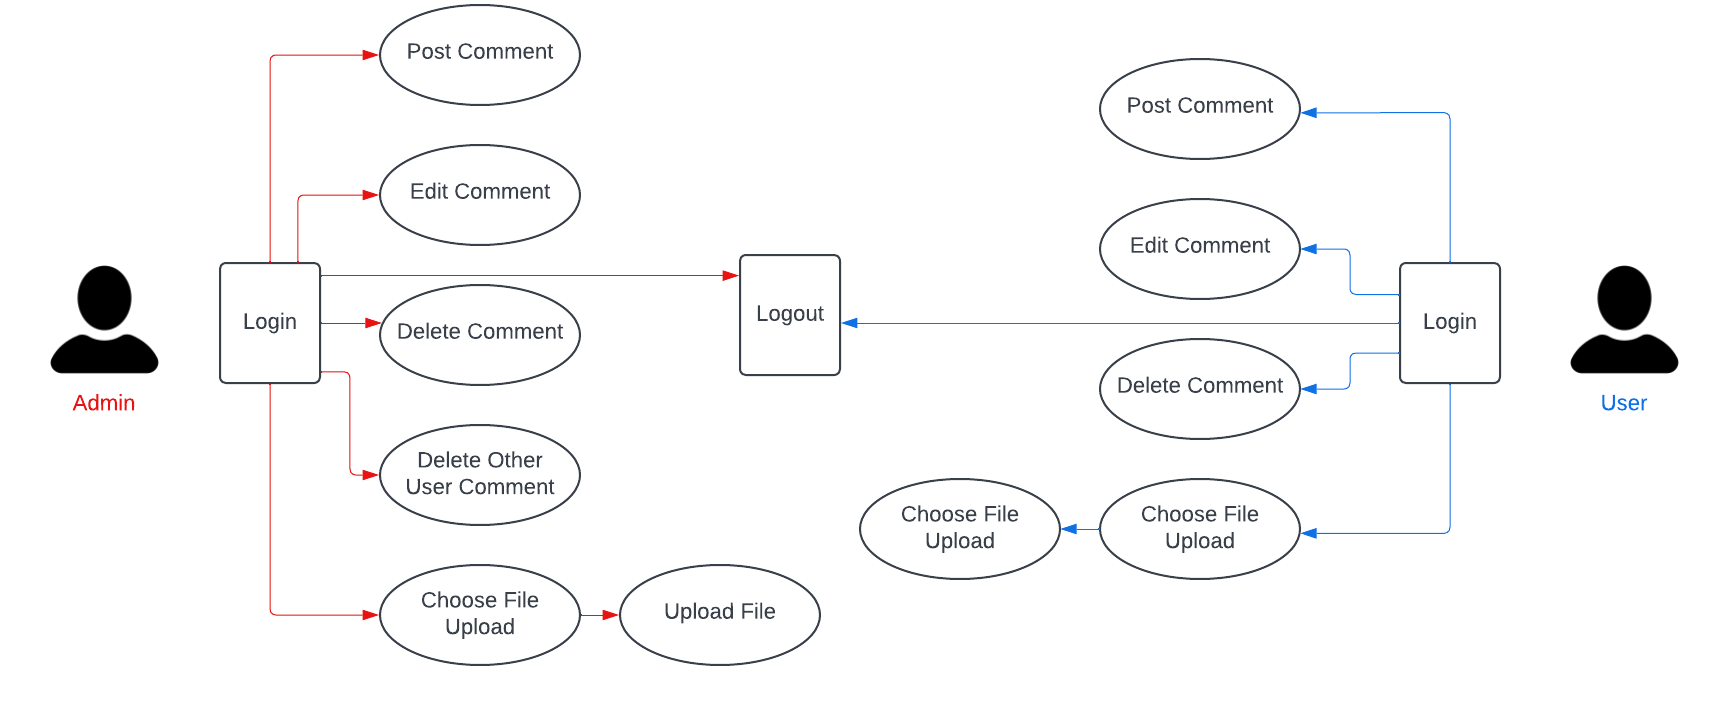 Post Comment
Edit Comment
Login
Delete Comment
Admin
Delete Other
User Comment
Choose File
Upload
Upload File
Logout
Post Comment
Edit Comment
Login
Delete Comment
User
Choose File
Upload
Choose File
Upload